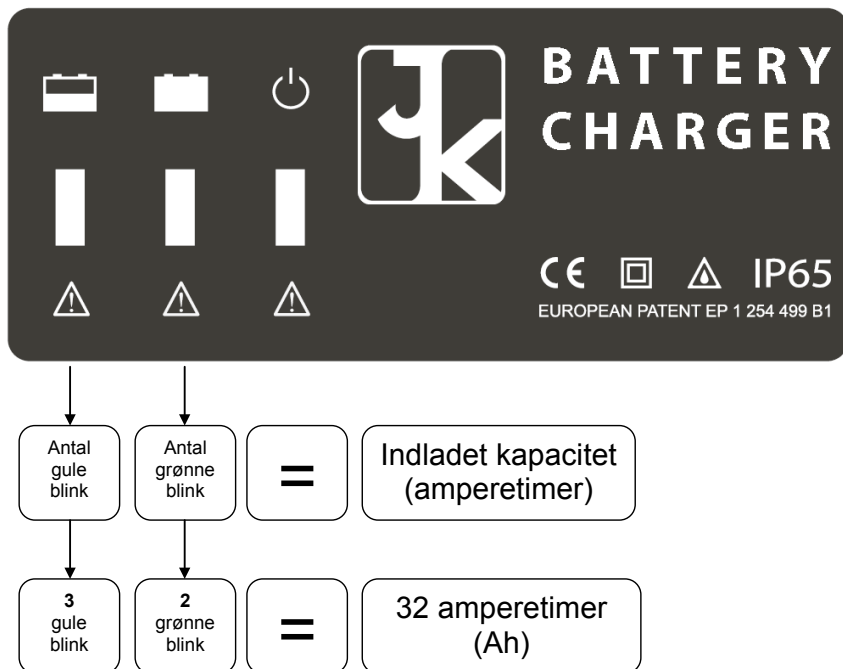 JK
BATTERY
CHARGER
CE IP65
EUROPEAN PATENT EP 1 254 499 B1
Antal
gule
blink
Antal
grønne
blink
=
Indladet kapacitet
(amperetimer)
3
gule
blink
2
grønne
blink
=
32 amperetimer
(Ah)